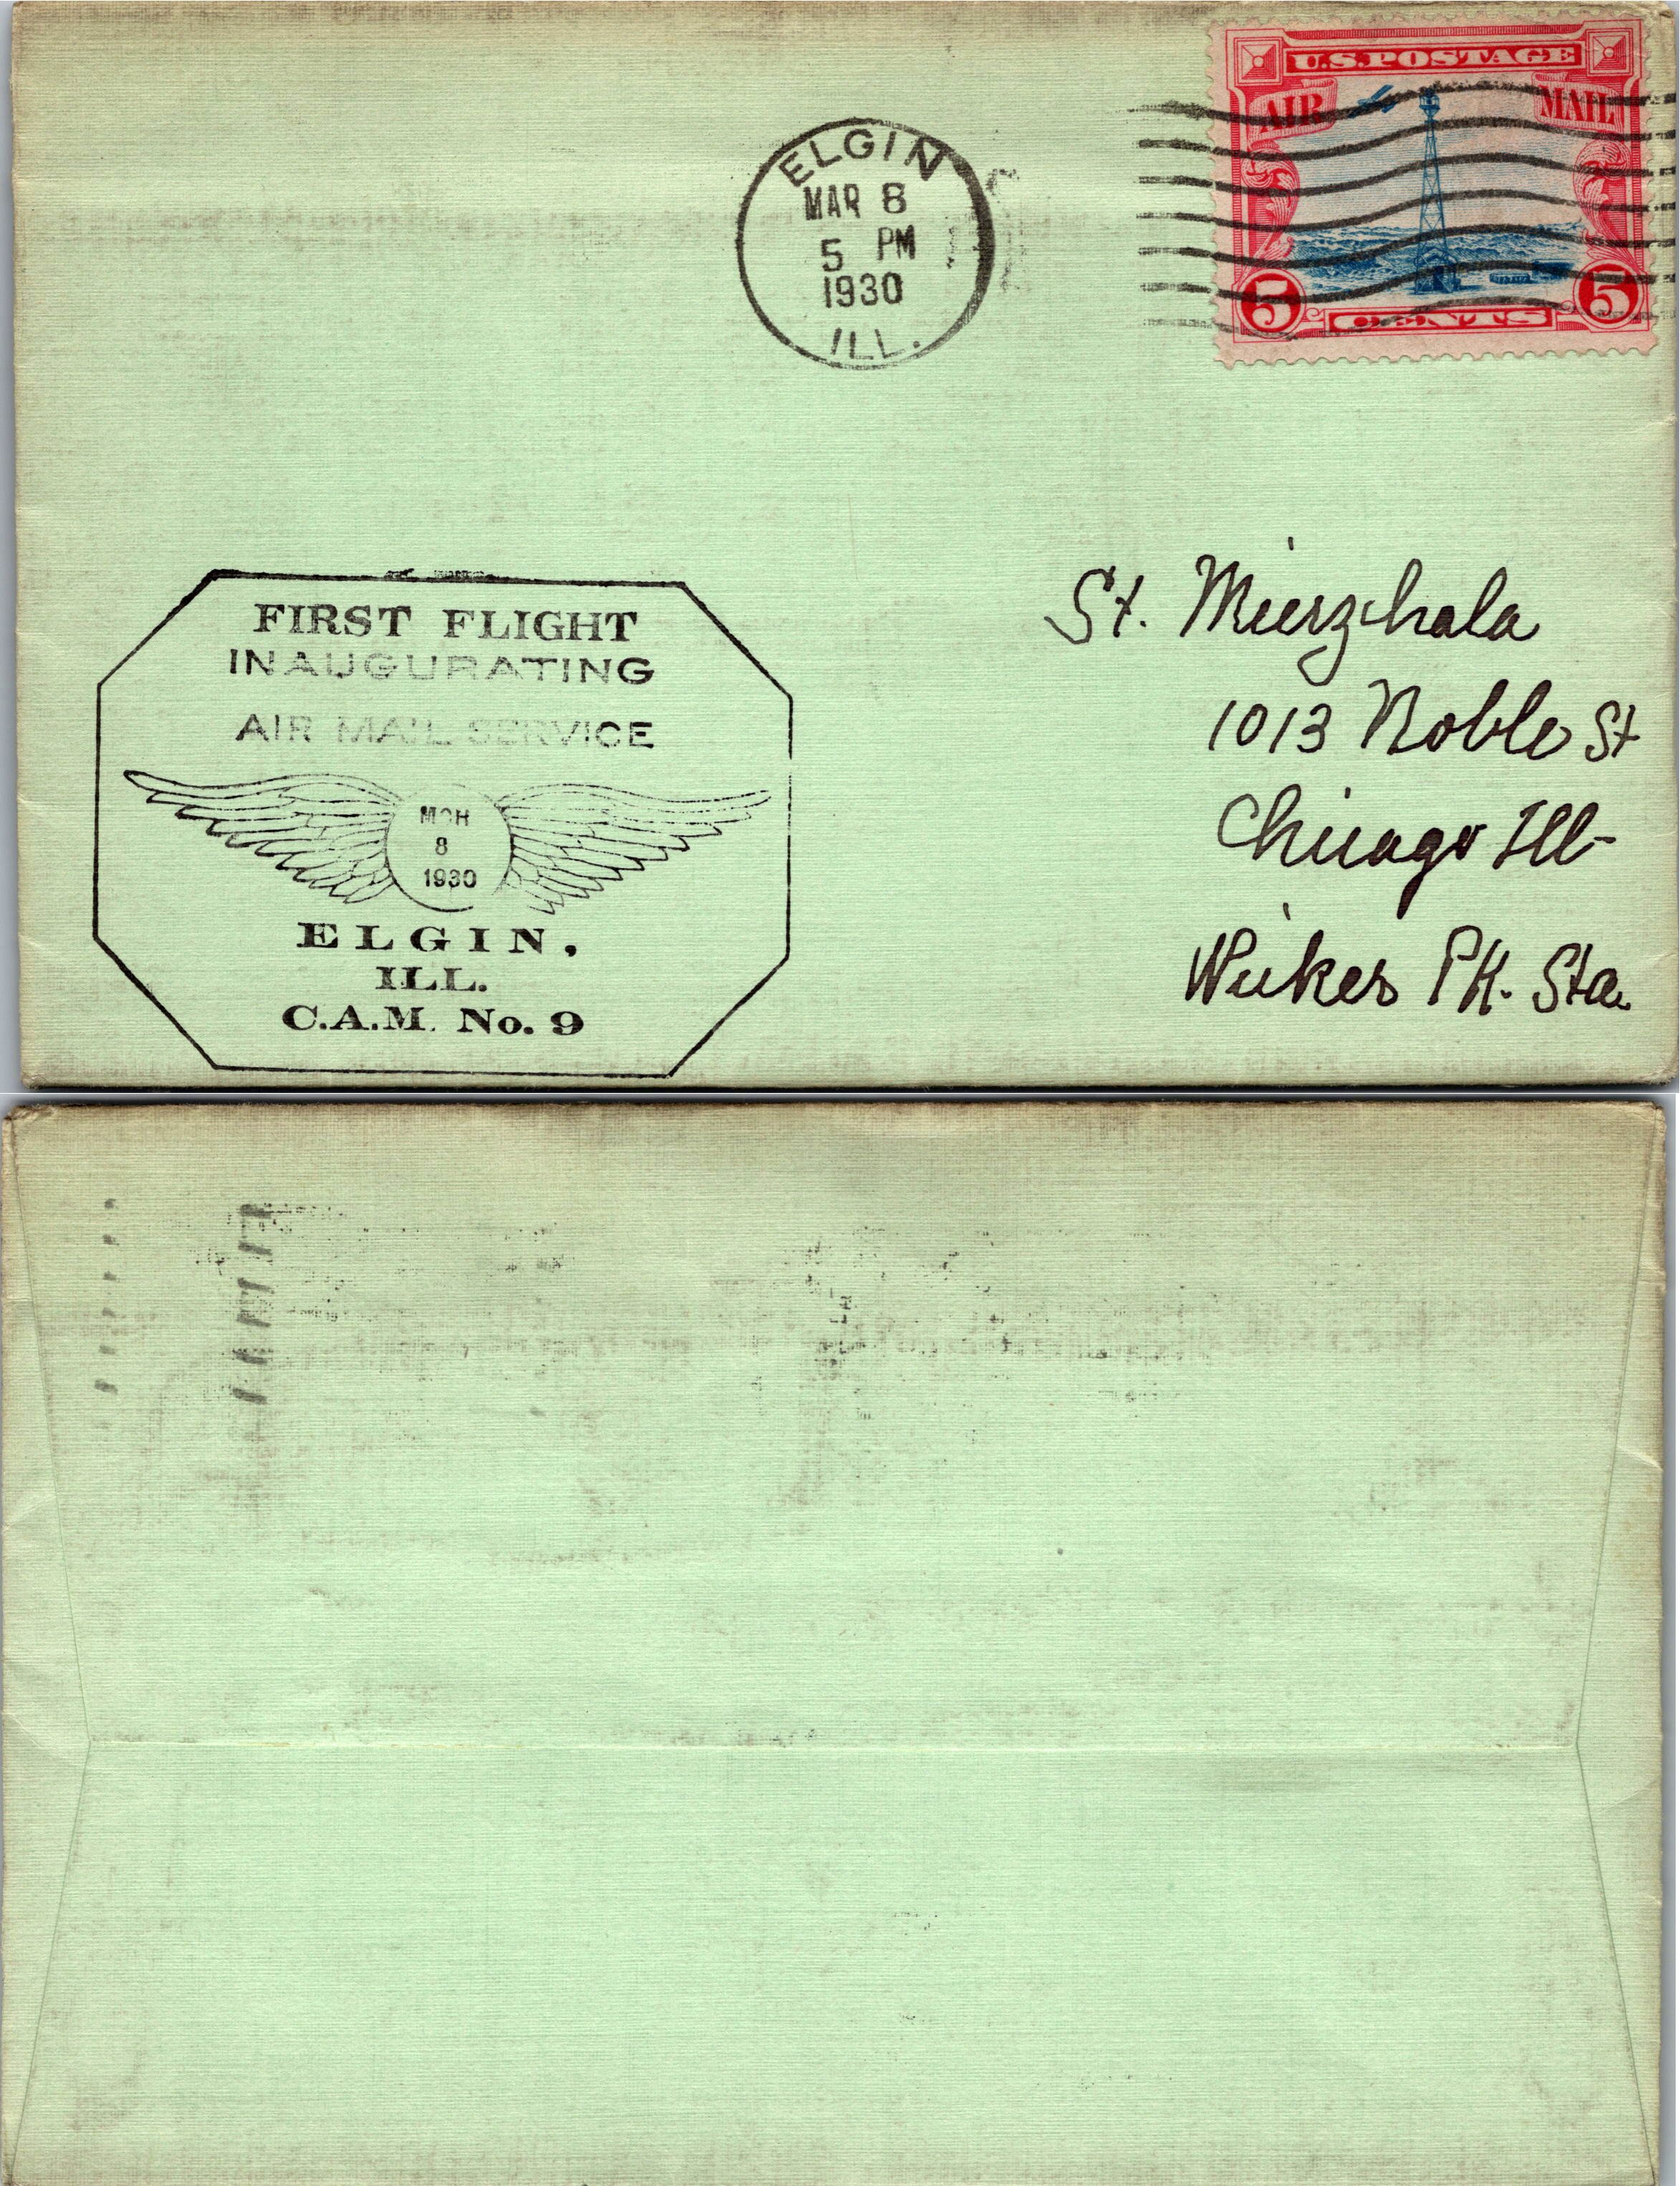 U.S. POSTAGE
AIR MAIL
5 CENTS 5
ELGIN
MAR 8
5 PM
1930
ILL.
FIRST FLIGHT
INAUGURATING
AIR MAIL SERVICE
MCH
8
1930
ELGIN,
ILL.
C.A.M. No. 9
St. Mierzchala
1013 Noble St
Chicago Ill-
Wicker PK. Sta.